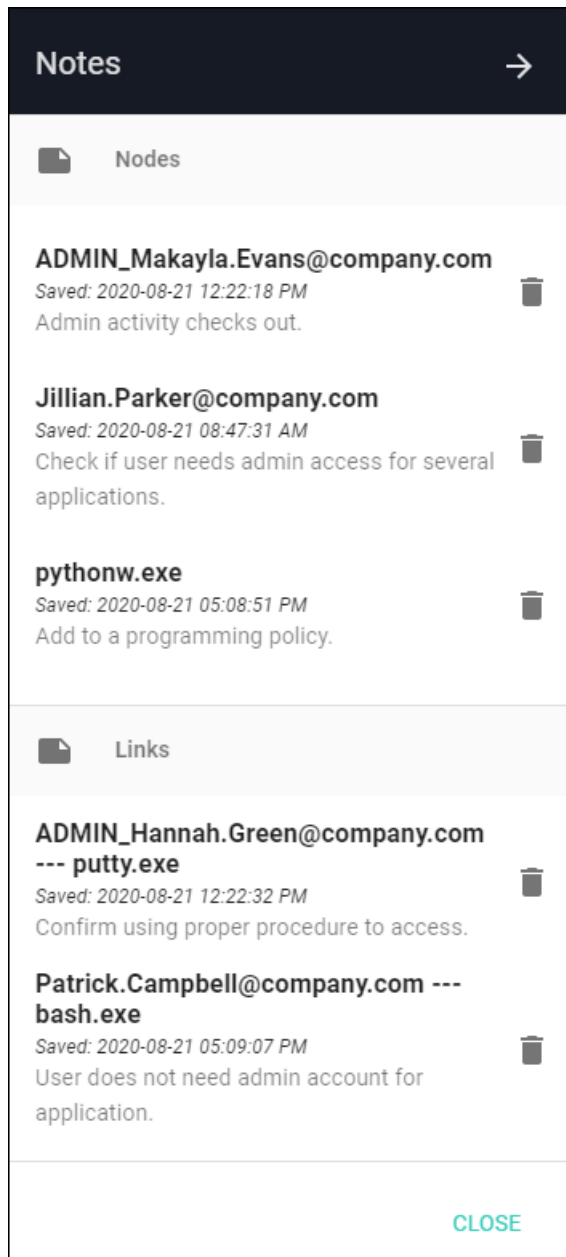 Notes
Nodes
ADMIN_Makayla.Evans@company.com
Saved: 2020-08-21 12:22:18 PM
Admin activity checks out.
Jillian.Parker@company.com
Saved: 2020-08-21 08:47:31 AM
Check if user needs admin access for several
applications.
pythonw.exe
Saved: 2020-08-21 05:08:51 PM
Add to a programming policy.
Links
ADMIN_Hannah.Green@company.com
--- putty.exe
Saved: 2020-08-21 12:22:32 PM
Confirm using proper procedure to access.
Patrick.Campbell@company.com ---
bash.exe
Saved: 2020-08-21 05:09:07 PM
User does not need admin account for
application.
CLOSE